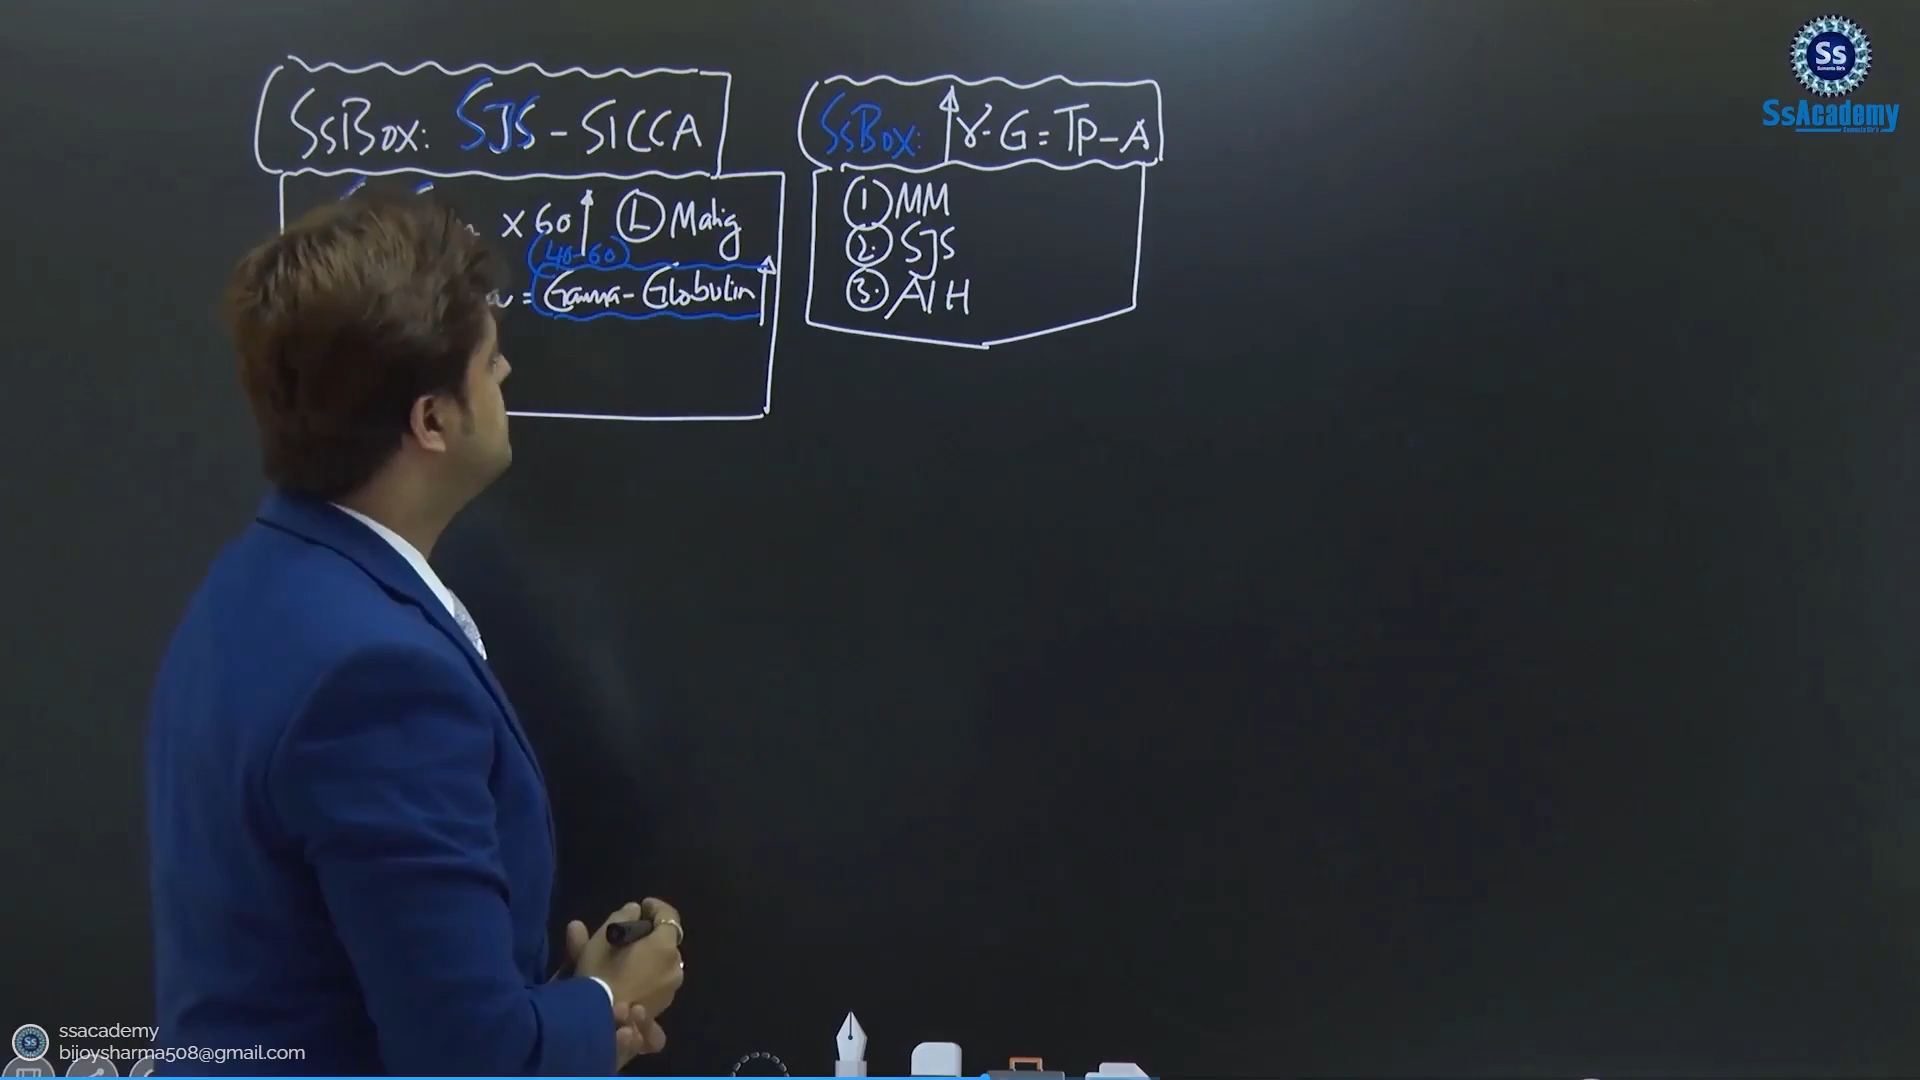 SsBox: SJS - SICCA
x 60↑ Ⓛ Malig
(40-60)
= Gamma-Globulin ↑
SsBox: ↑ γ-G = TP-A
① MM
②. SJS
③. AIH
Ss
SsAcademy
ssacademy
bijoysharma508@gmail.com
Ss